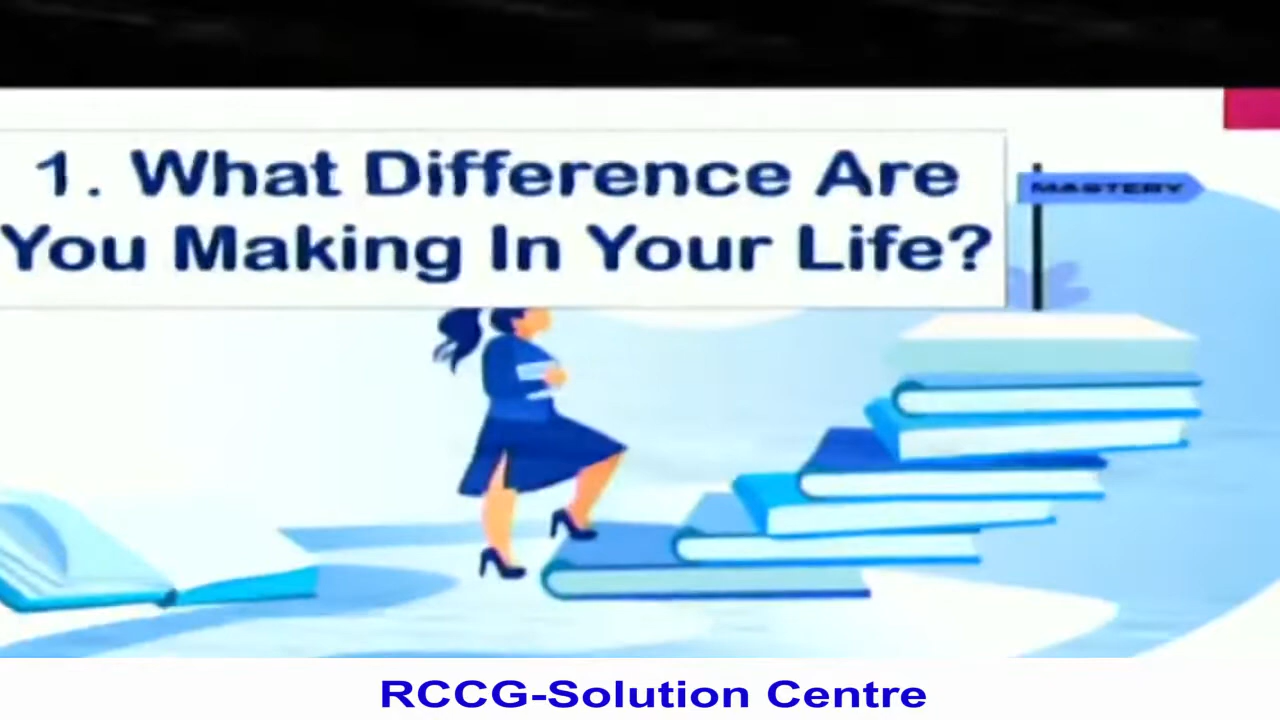 1. What Difference Are
You Making In Your Life?
MASTERY
RCCG-Solution Centre